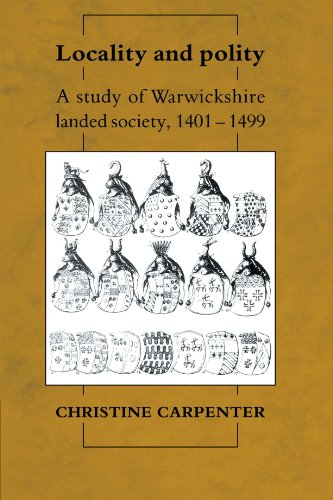 Locality and polity
A study of Warwickshire
landed society, 1401–1499
CHRISTINE CARPENTER